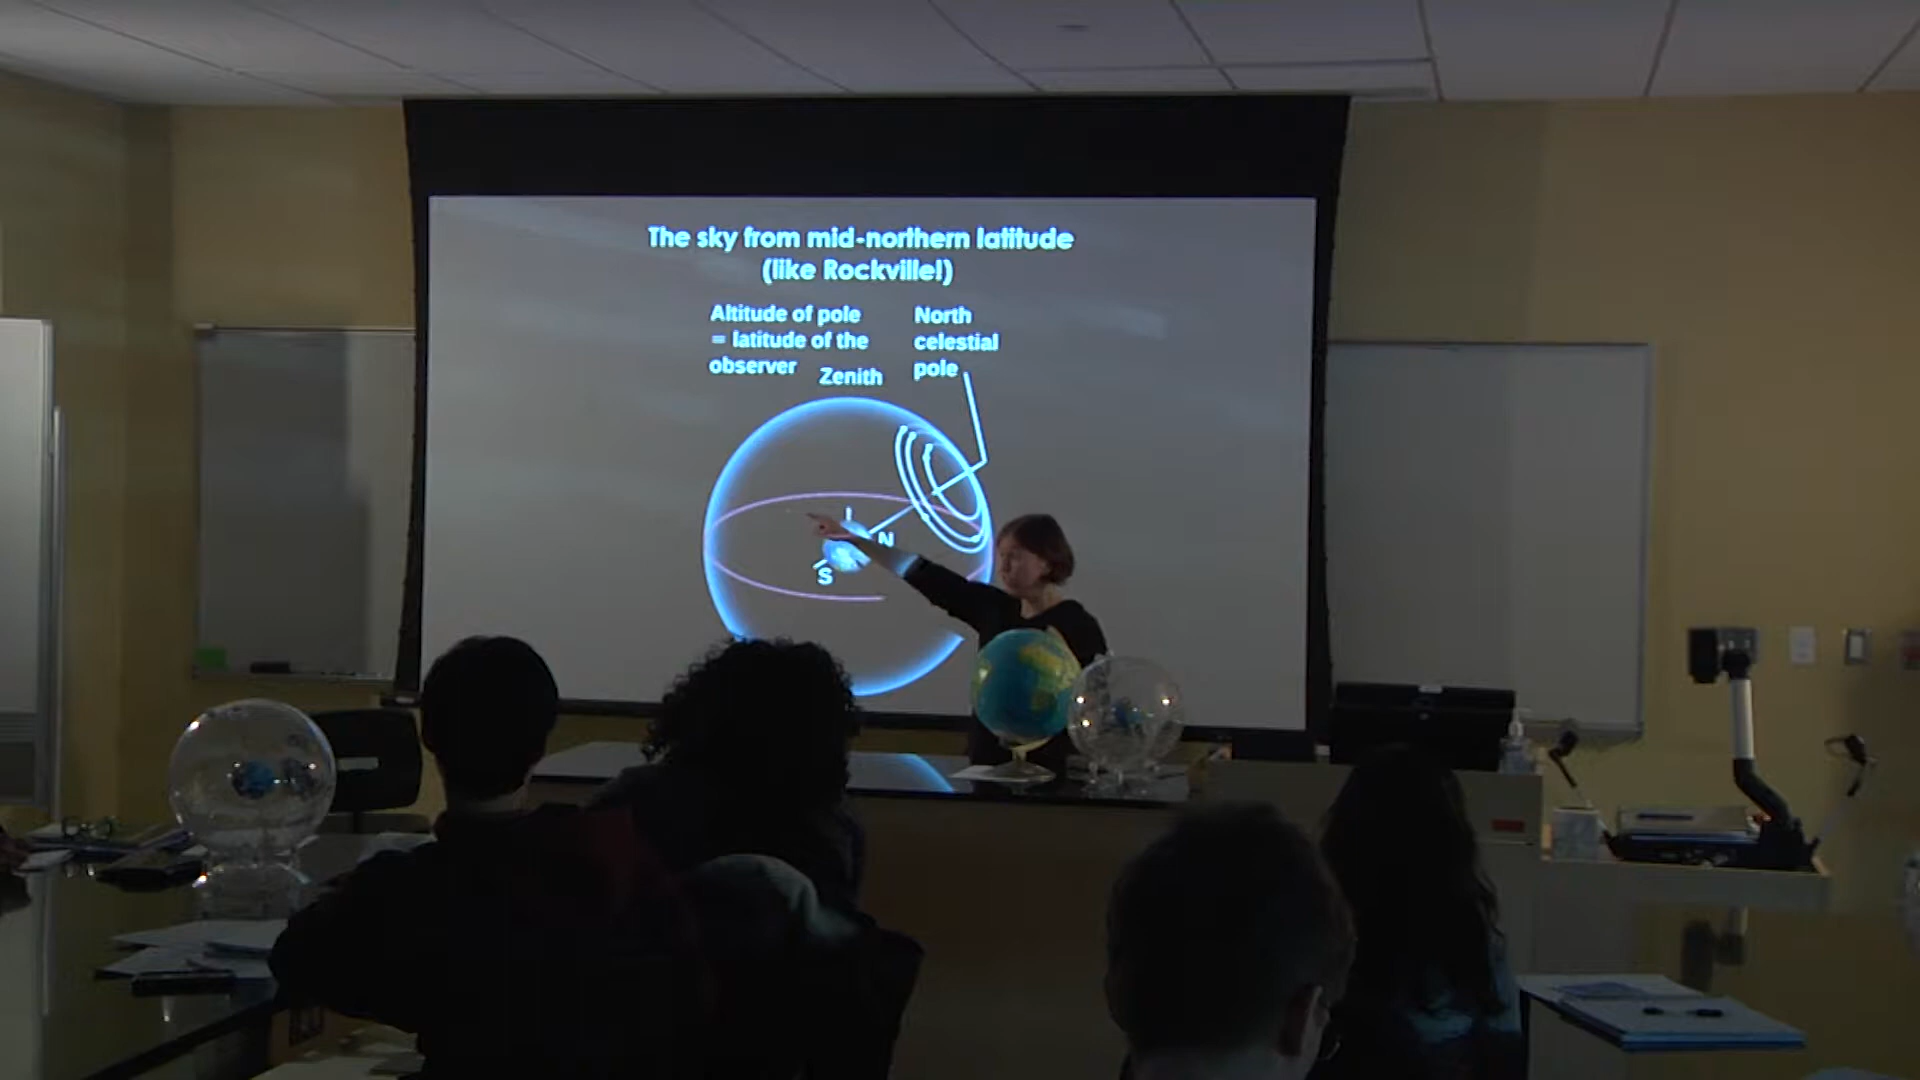 The sky from mid-northern latitude
(like Rockville!)
Altitude of pole
= latitude of the
observer
Zenith
North
celestial
pole
N
S